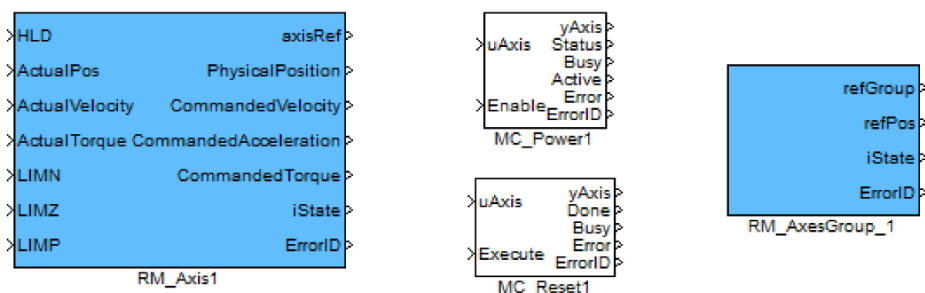 HLD axisRef
ActualPos PhysicalPosition
ActualVelocity CommandedVelocity
ActualTorque CommandedAcceleration
LIMN CommandedTorque
LIMZ iState
LIMP ErrorID
RM_Axis1
yAxis
uAxis Status
Busy
Active
Enable Error
ErrorID
MC_Power1
yAxis
uAxis Done
Busy
Execute Error
ErrorID
MC_Reset1
refGroup
refPos
iState
ErrorID
RM_AxesGroup_1